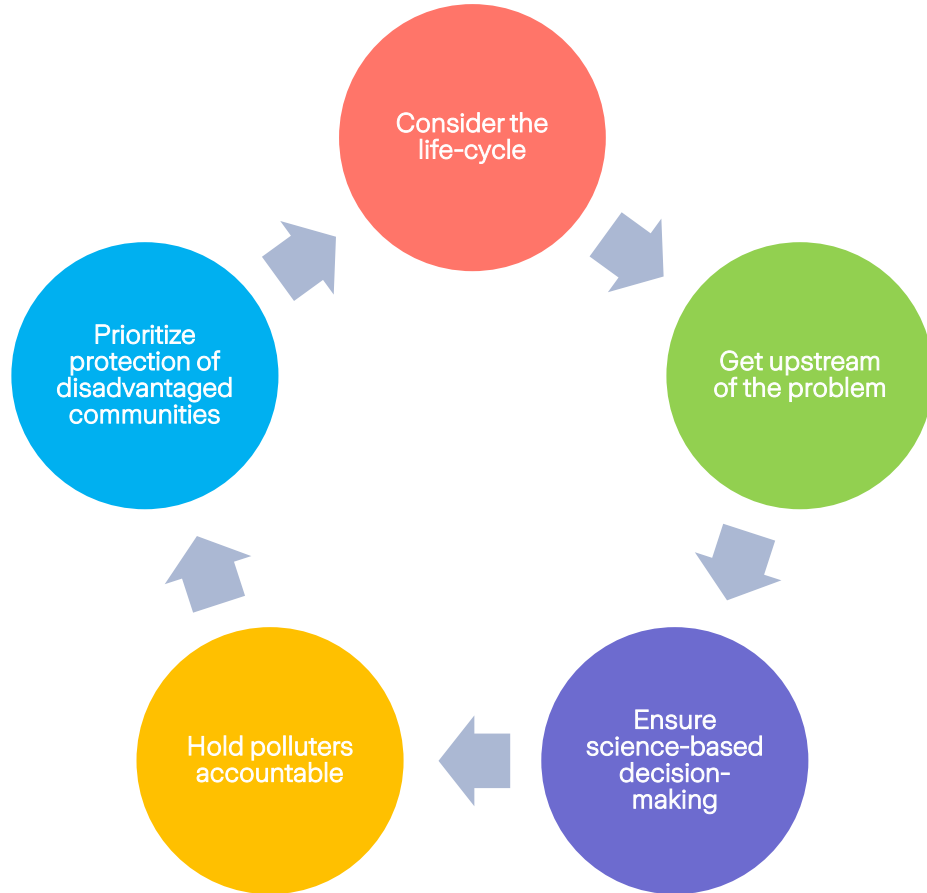 Consider the
life-cycle
Get upstream
of the problem
Ensure
science-based
decision-
making
Hold polluters
accountable
Prioritize
protection of
disadvantaged
communities